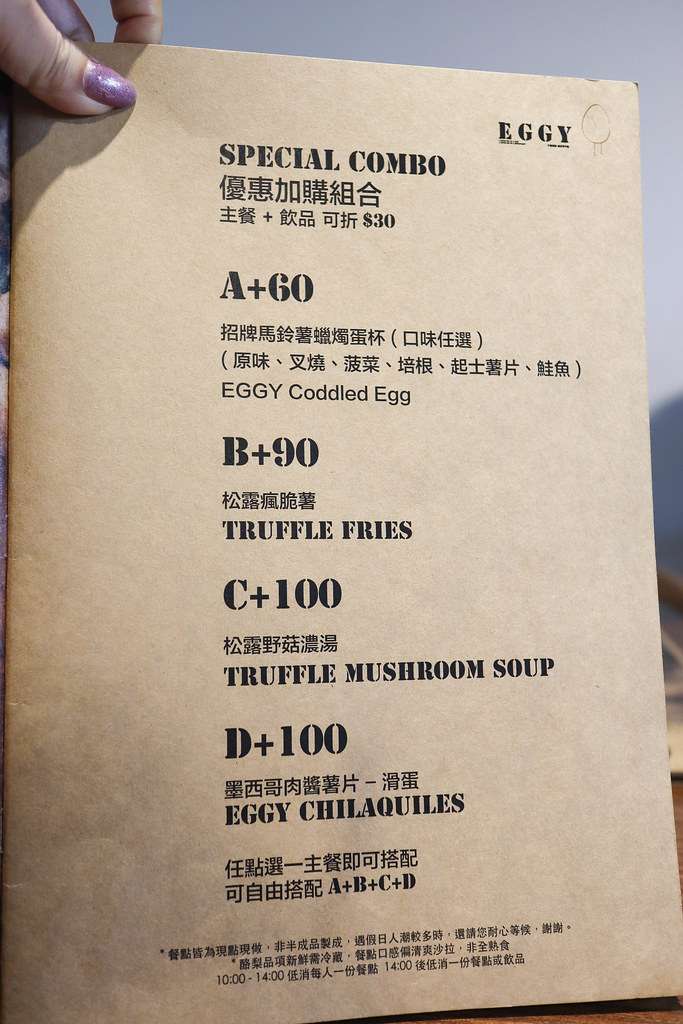 EGGY
SPECIAL COMBO
優惠加購組合
主餐 + 飲品 可折 $30
A+60
招牌馬鈴薯蠟燭蛋杯 ( 口味任選 )
( 原味、叉燒、菠菜、培根、起士薯片、鮭魚 )
EGGY Coddled Egg
B+90
松露瘋脆薯
TRUFFLE FRIES
C+100
松露野菇濃湯
TRUFFLE MUSHROOM SOUP
D+100
墨西哥肉醬薯片 – 滑蛋
EGGY CHILAQUILES
任點選一主餐即可搭配
可自由搭配 A+B+C+D
*餐點皆為現點現做，非半成品製成，遇假日人潮較多時，還請您耐心等候，謝謝。
*酪梨品項新鮮需冷藏，餐點口感偏清爽沙拉，非全熟食
10:00 - 14:00 低消每人一份餐點 14:00 後低消一份餐點或飲品